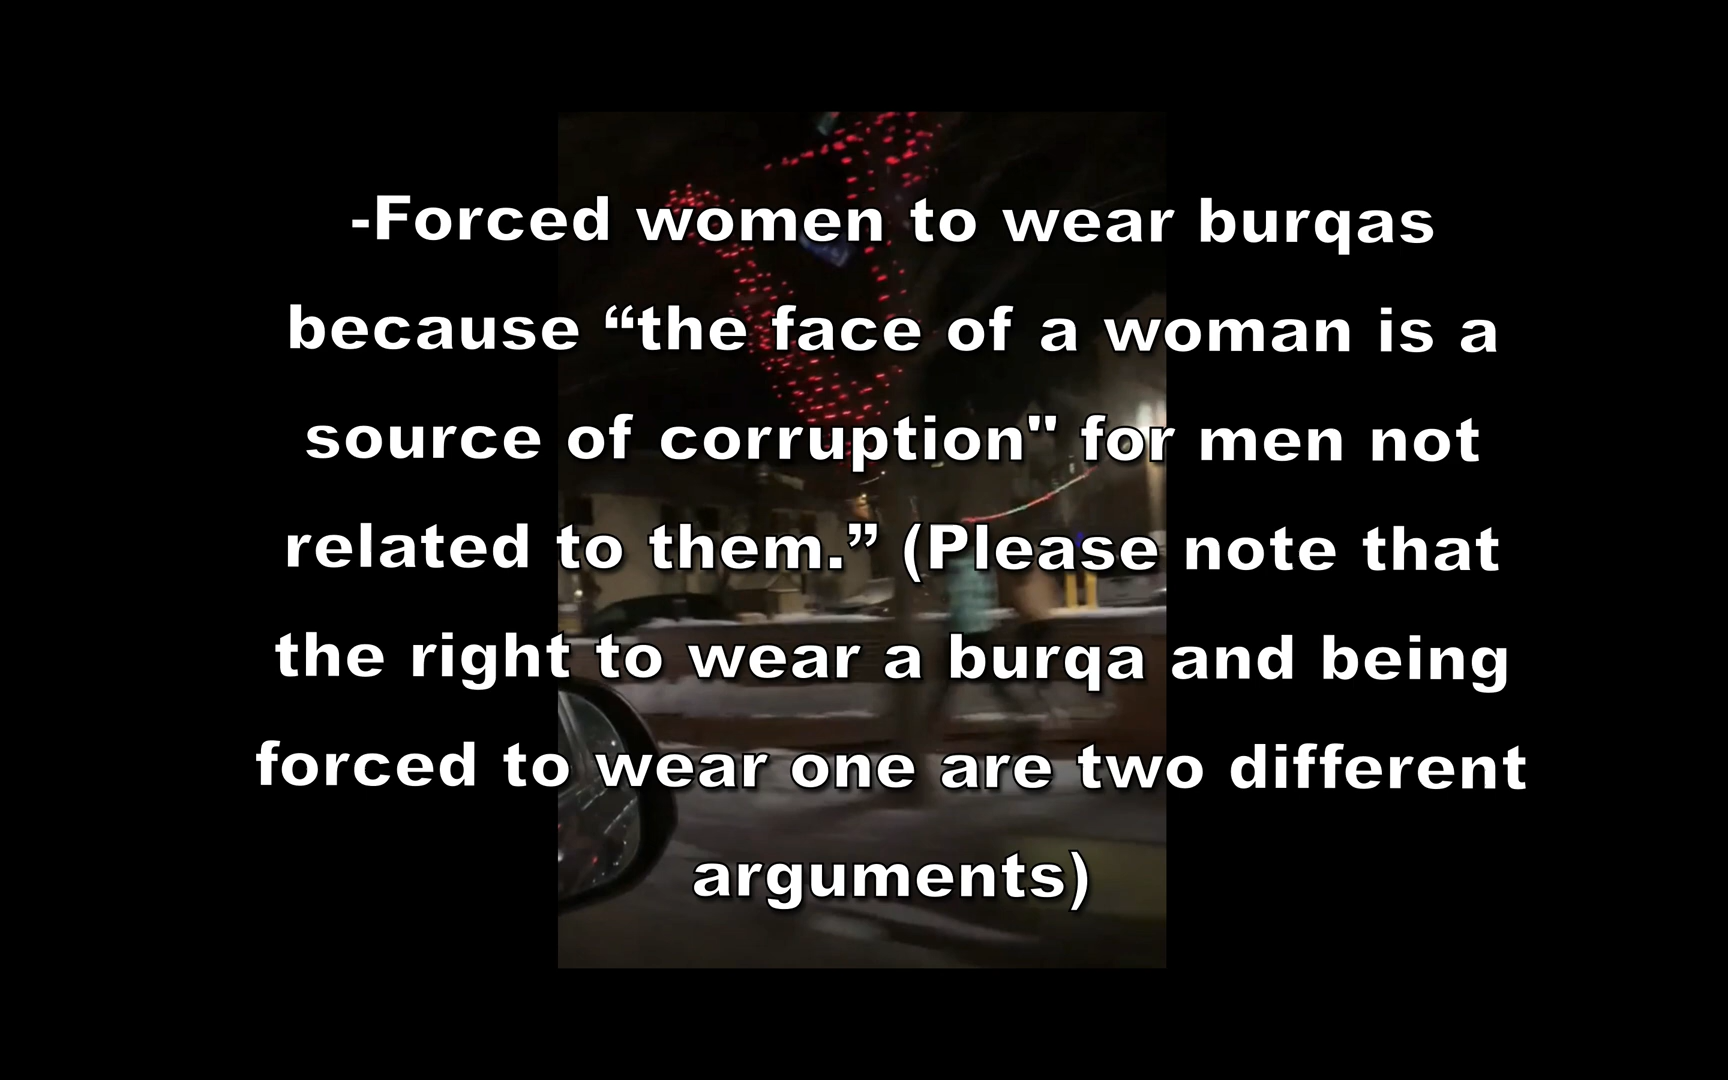 -Forced women to wear burqas
because “the face of a woman is a
source of corruption" for men not
related to them.” (Please note that
the right to wear a burqa and being
forced to wear one are two different
arguments)